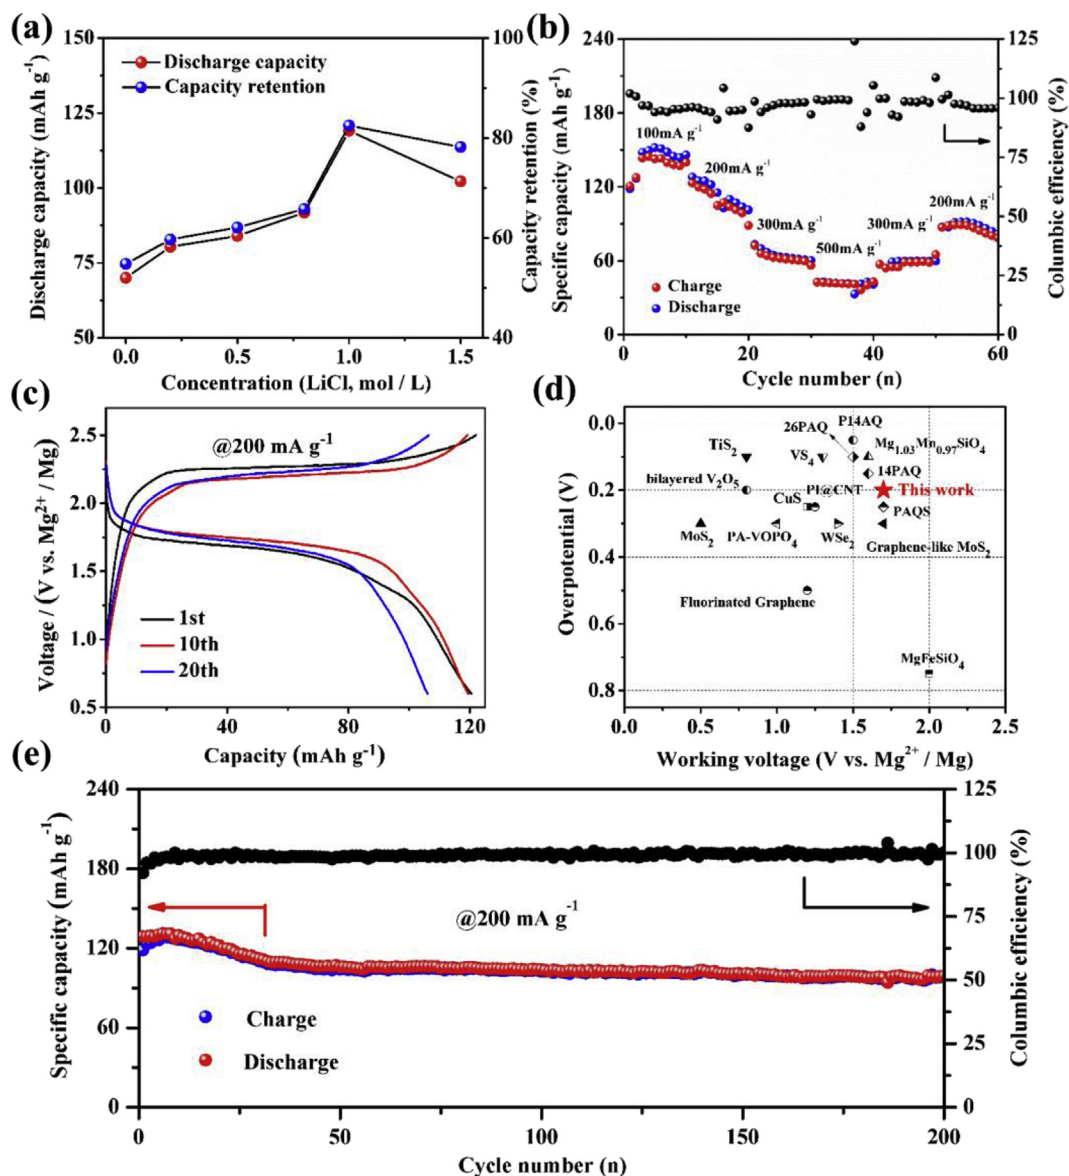 (a)
150
125
100
75
50
Discharge capacity (mAh g⁻¹)
Discharge capacity
Capacity retention
100
80
60
40
Capacity retention (%)
0.0 0.5 0.5 0.8 1.0 1.5
Concentration (LiCl, mol / L)
(b)
240
180
120
60
0
Specific capacity (mAh g⁻¹)
100mA g⁻¹
200mA g⁻¹
300mA g⁻¹
500mA g⁻¹
300mA g⁻¹
200mA g⁻¹
Charge
Discharge
125
100
75
50
25
0
Columbic efficiency (%)
0 20 40 60
Cycle number (n)
(c)
2.5
2.0
1.5
1.0
0.5
Voltage / (V vs. Mg²⁺ / Mg)
@200 mA g⁻¹
1st
10th
20th
0 40 80 120
Capacity (mAh g⁻¹)
(d)
0.0
0.2
0.4
0.6
0.8
Overpotential (V)
P14AQ
26PAQ
TiS₂
VS₄
Mg₁.₀₃Mn₀.₉₇SiO₄
14PAQ
bilayered V₂O₅
PI@CNT
This work
CuS
PAQS
MoS₂
PA-VOPO₄
WSe₂
Graphene-like MoS₂
Fluorinated Graphene
MgFeSiO₄
0.0 0.5 1.0 1.5 2.0 2.5
Working voltage (V vs. Mg²⁺ / Mg)
(e)
240
180
120
60
0
Specific capacity (mAh g⁻¹)
@200 mA g⁻¹
Charge
Discharge
125
100
75
50
25
0
Columbic efficiency (%)
0 50 100 150 200
Cycle number (n)